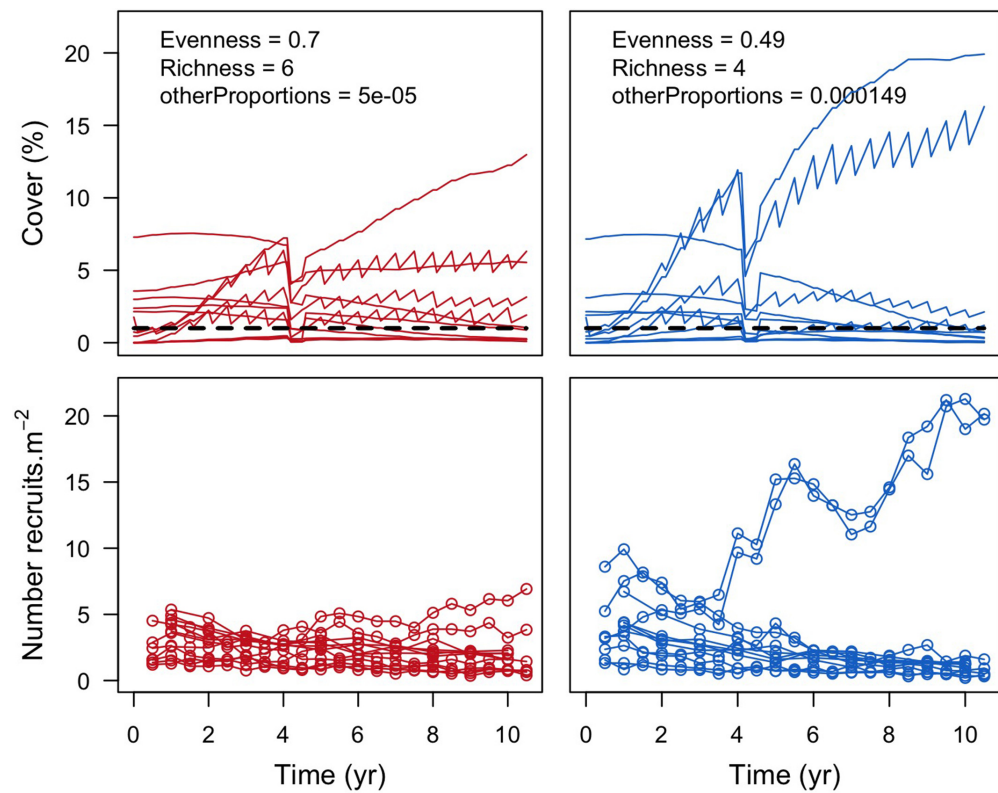 Evenness = 0.7
Richness = 6
otherProportions = 5e-05
Evenness = 0.49
Richness = 4
otherProportions = 0.000149
Cover (%)
20
15
10
5
0
Number recruits.m⁻²
20
15
10
5
0
0 2 4 6 8 10
0 2 4 6 8 10
Time (yr)
Time (yr)